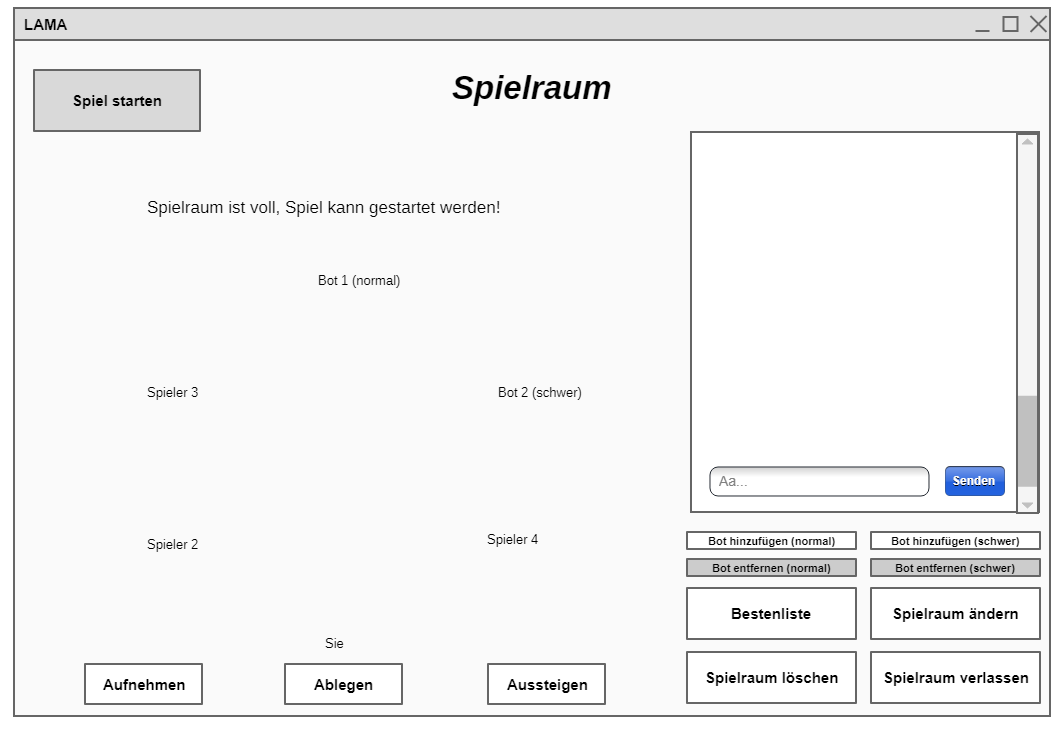 LAMA
Spiel starten
Spielraum
Spielraum ist voll, Spiel kann gestartet werden!
Bot 1 (normal)
Spieler 3
Bot 2 (schwer)
Spieler 2
Spieler 4
Sie
Aufnehmen
Ablegen
Aussteigen
Aa...
Senden
Bot hinzufügen (normal)
Bot hinzufügen (schwer)
Bot entfernen (normal)
Bot entfernen (schwer)
Bestenliste
Spielraum ändern
Spielraum löschen
Spielraum verlassen